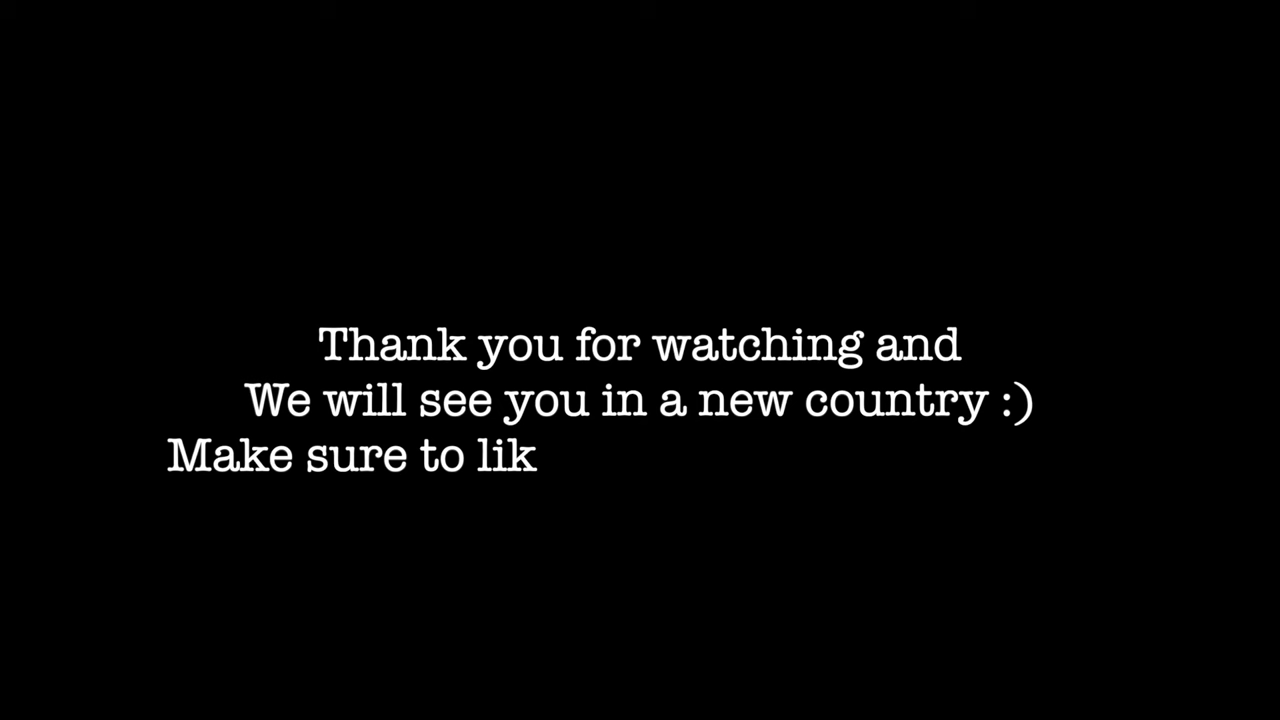 Thank you for watching and
We will see you in a new country :)
Make sure to lik